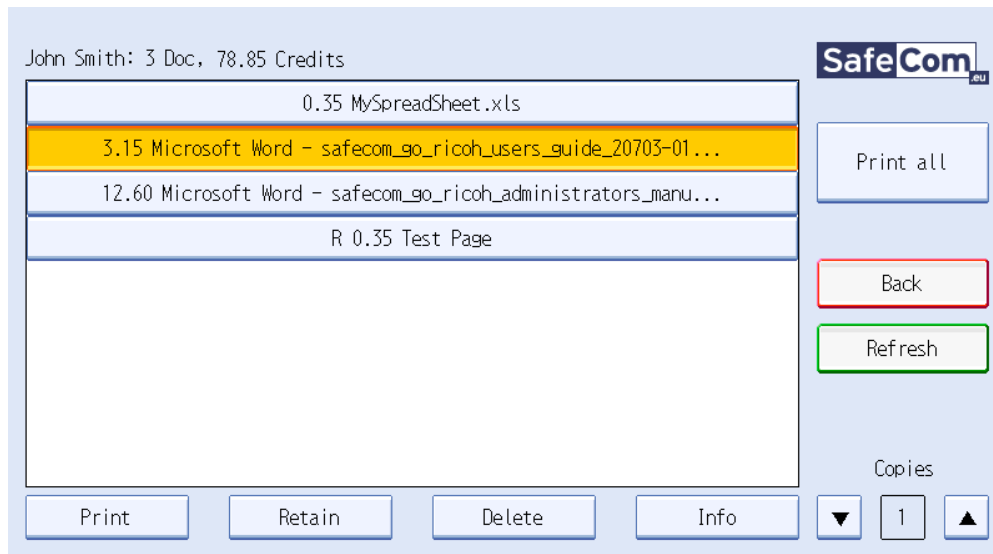 John Smith: 3 Doc, 78.85 Credits
SafeCom
.eu
0.35 MySpreadSheet.xls
3.15 Microsoft Word - safecom_go_ricoh_users_guide_20703-01...
12.60 Microsoft Word - safecom_go_ricoh_administrators_manu...
R 0.35 Test Page
Print all
Back
Refresh
Copies
Print Retain Delete Info ▼ 1 ▲